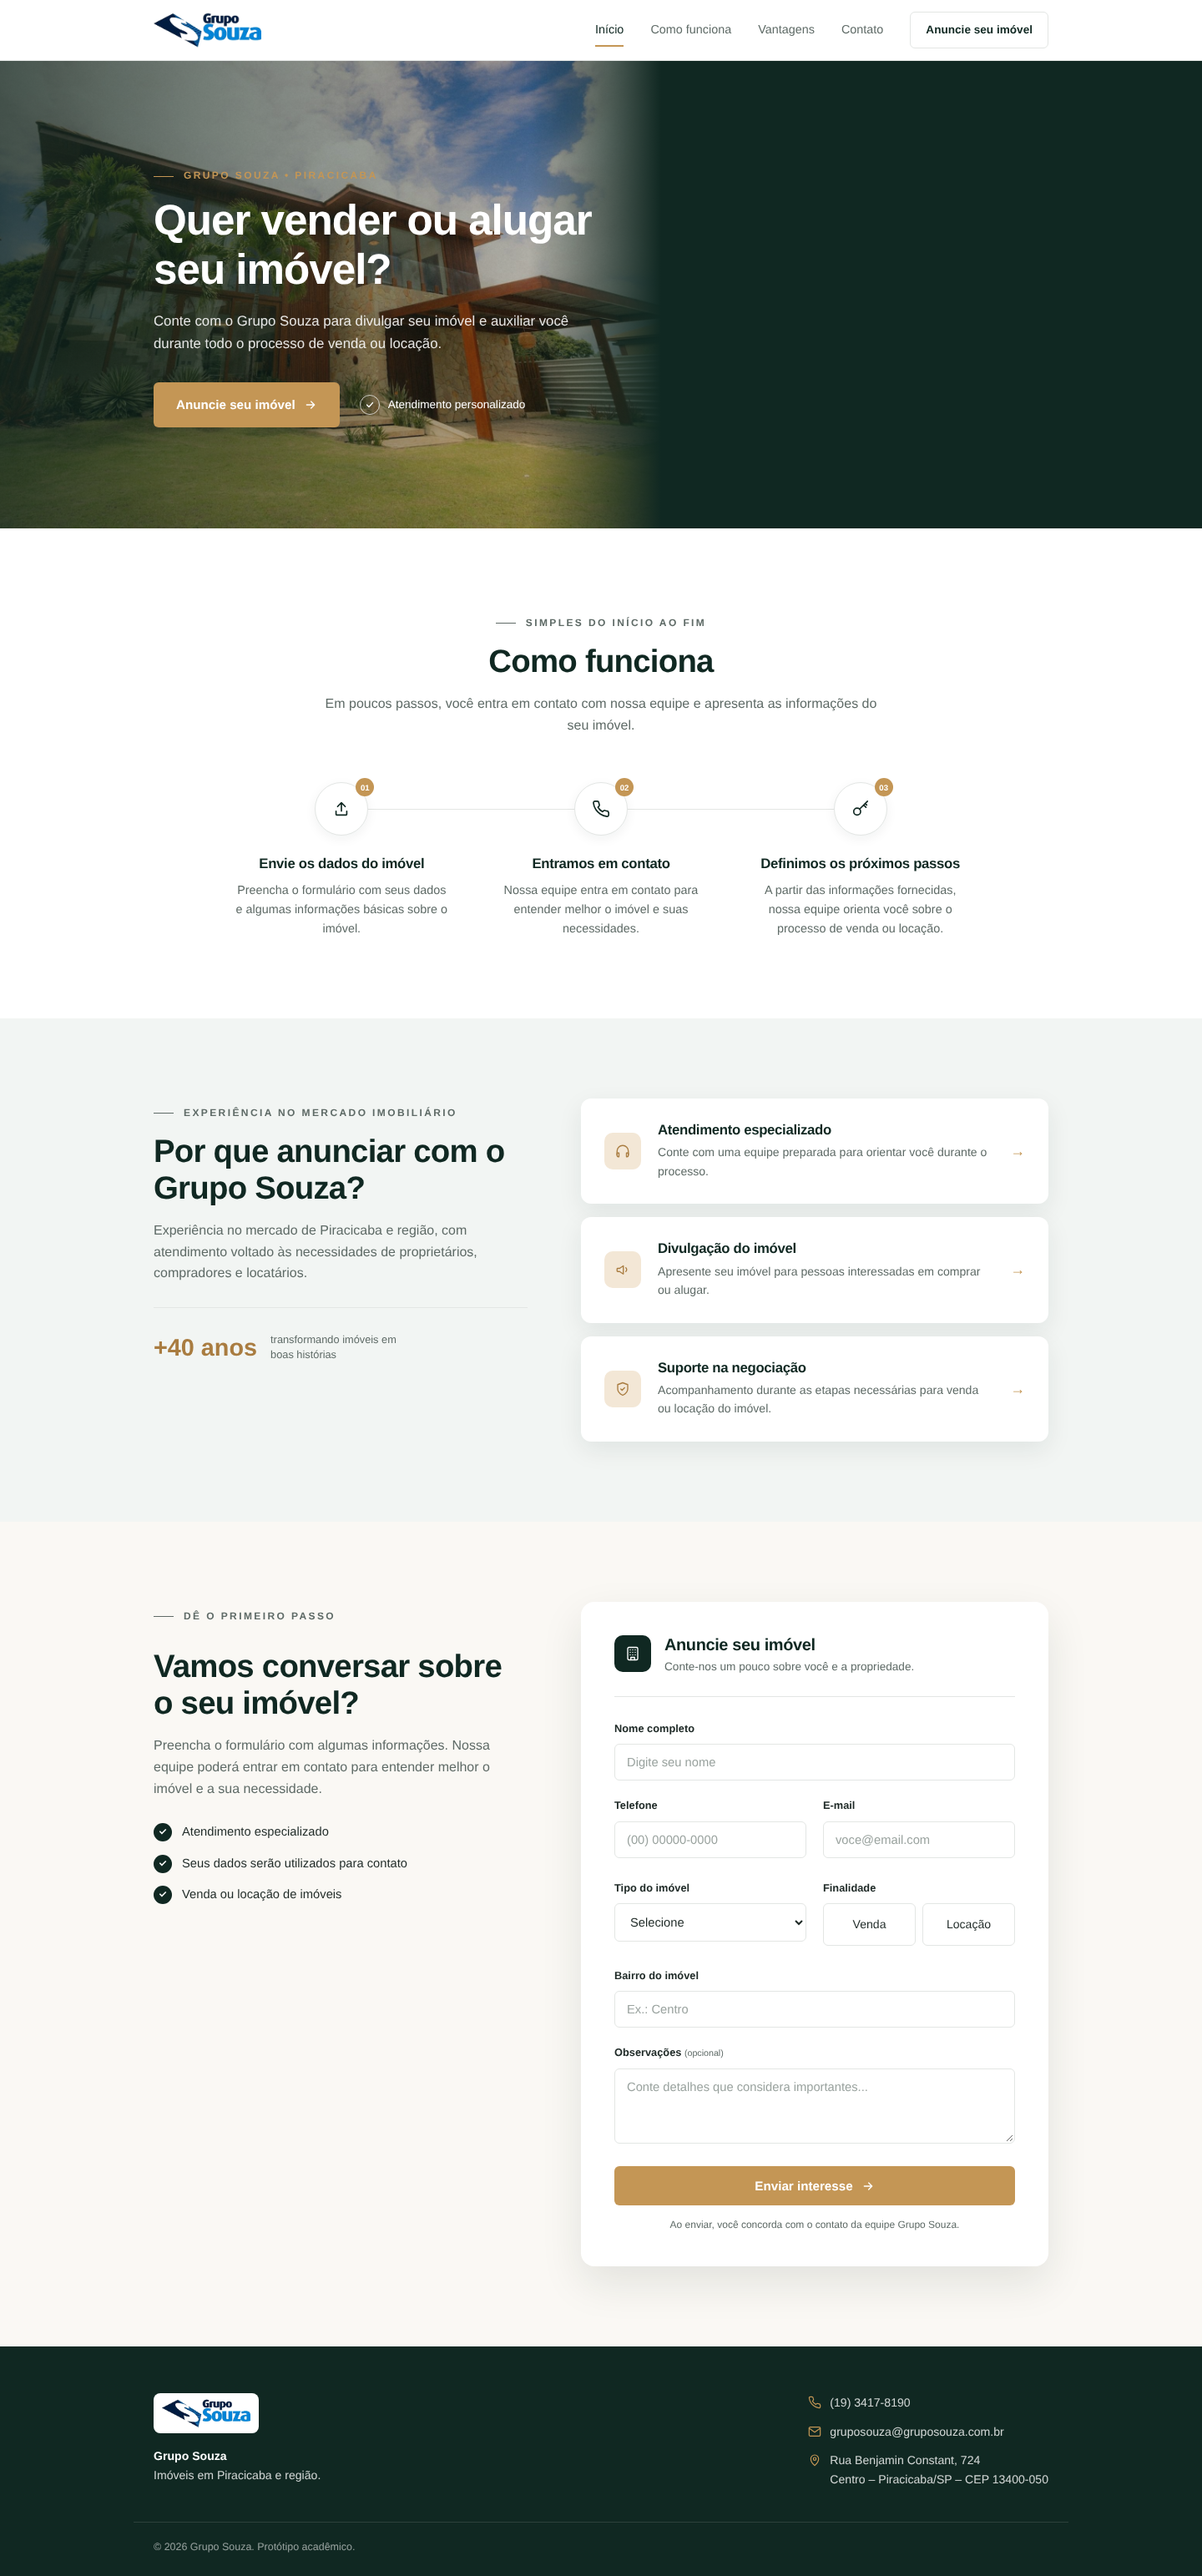 Grupo
Souza
Início
Como funciona
Vantagens
Contato
Anuncie seu imóvel
GRUPO SOUZA • PIRACICABA
Quer vender ou alugar
seu imóvel?
Conte com o Grupo Souza para divulgar seu imóvel e auxiliar você
durante todo o processo de venda ou locação.
Anuncie seu imóvel →
Atendimento personalizado
SIMPLES DO INÍCIO AO FIM
Como funciona
Em poucos passos, você entra em contato com nossa equipe e apresenta as informações do
seu imóvel.
01
Envie os dados do imóvel
Preencha o formulário com seus dados
e algumas informações básicas sobre o
imóvel.
02
Entramos em contato
Nossa equipe entra em contato para
entender melhor o imóvel e suas
necessidades.
03
Definimos os próximos passos
A partir das informações fornecidas,
nossa equipe orienta você sobre o
processo de venda ou locação.
EXPERIÊNCIA NO MERCADO IMOBILIÁRIO
Por que anunciar com o
Grupo Souza?
Experiência no mercado de Piracicaba e região, com
atendimento voltado às necessidades de proprietários,
compradores e locatários.
+40 anos
transformando imóveis em
boas histórias
Atendimento especializado
Conte com uma equipe preparada para orientar você durante o
processo.
→
Divulgação do imóvel
Apresente seu imóvel para pessoas interessadas em comprar
ou alugar.
→
Suporte na negociação
Acompanhamento durante as etapas necessárias para venda
ou locação do imóvel.
→
DÊ O PRIMEIRO PASSO
Vamos conversar sobre
o seu imóvel?
Preencha o formulário com algumas informações. Nossa
equipe poderá entrar em contato para entender melhor o
imóvel e a sua necessidade.
Atendimento especializado
Seus dados serão utilizados para contato
Venda ou locação de imóveis
Anuncie seu imóvel
Conte-nos um pouco sobre você e a propriedade.
Nome completo
Digite seu nome
Telefone
(00) 00000-0000
E-mail
voce@email.com
Tipo do imóvel
Selecione
Finalidade
Venda
Locação
Bairro do imóvel
Ex.: Centro
Observações (opcional)
Conte detalhes que considera importantes...
Enviar interesse →
Ao enviar, você concorda com o contato da equipe Grupo Souza.
Grupo
Souza
Grupo Souza
Imóveis em Piracicaba e região.
(19) 3417-8190
gruposouza@gruposouza.com.br
Rua Benjamin Constant, 724
Centro – Piracicaba/SP – CEP 13400-050
© 2026 Grupo Souza. Protótipo acadêmico.